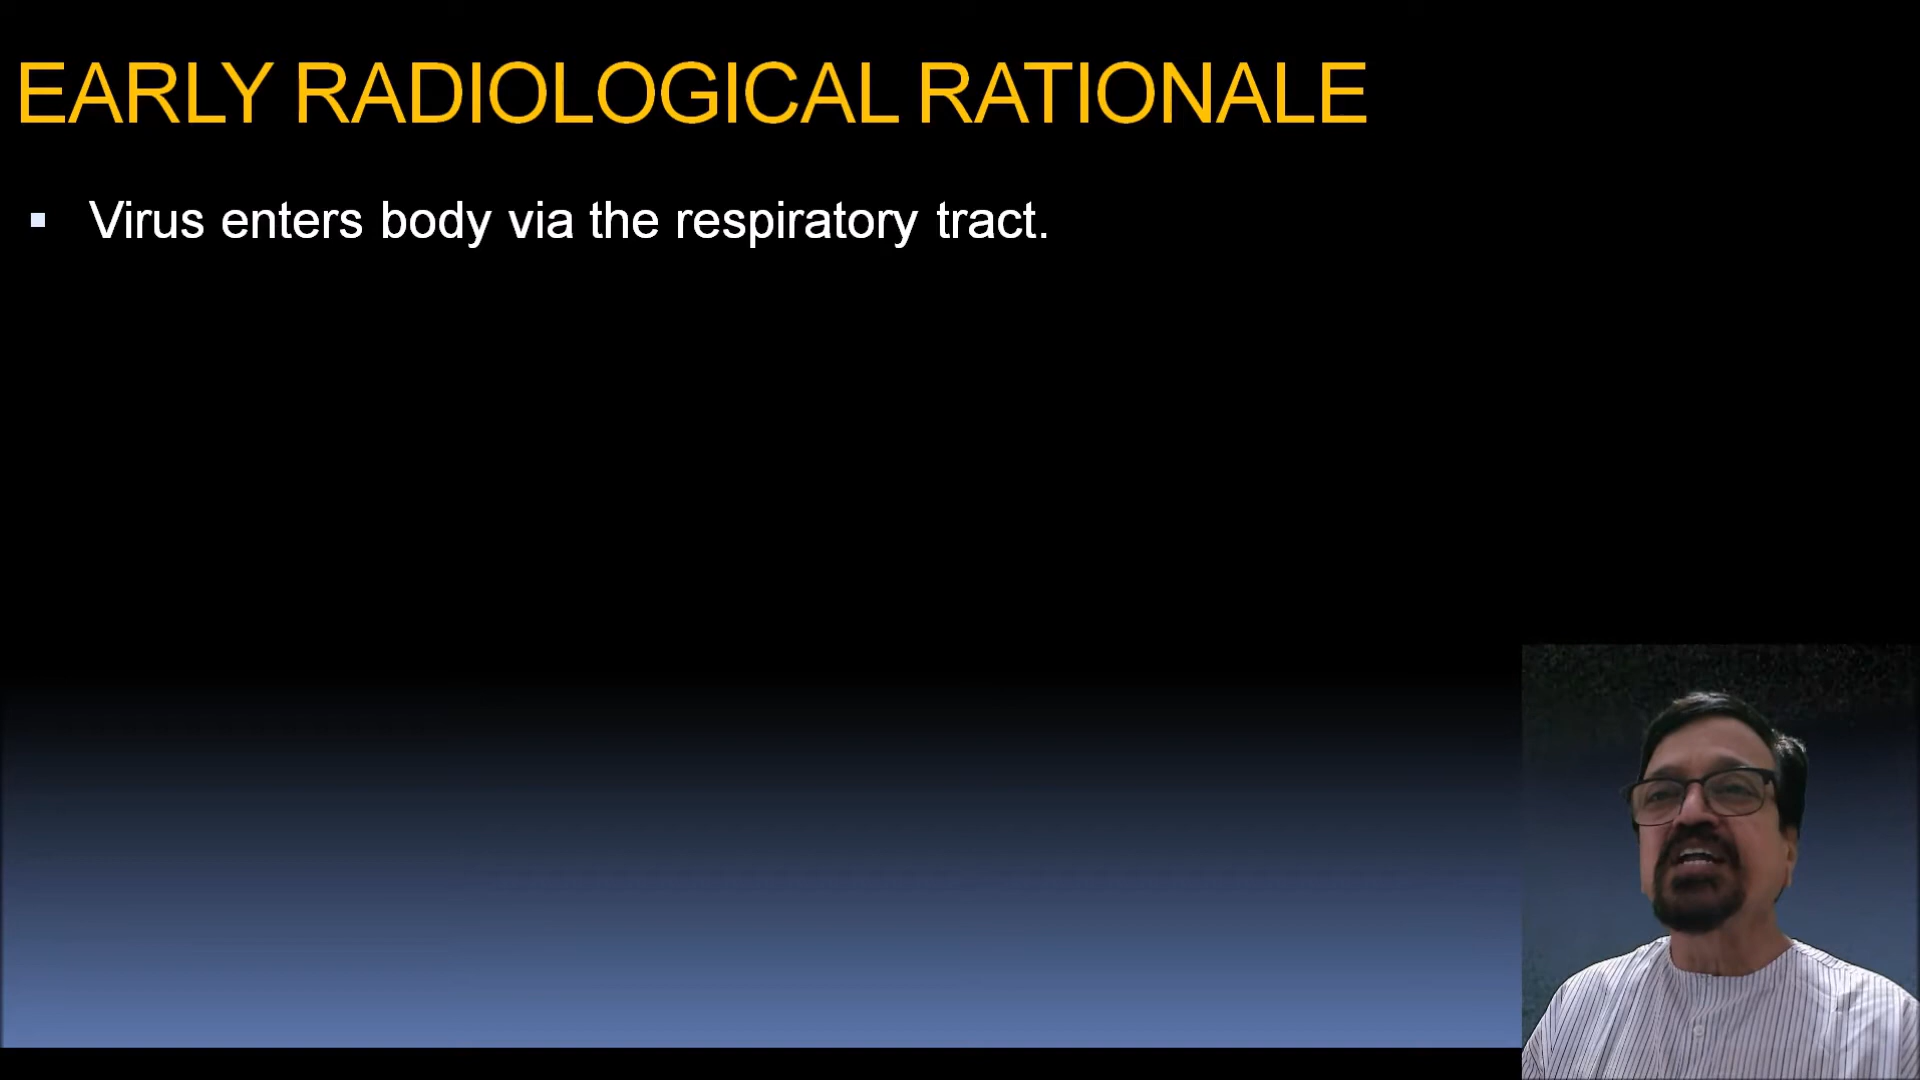 EARLY RADIOLOGICAL RATIONALE
▪ Virus enters body via the respiratory tract.